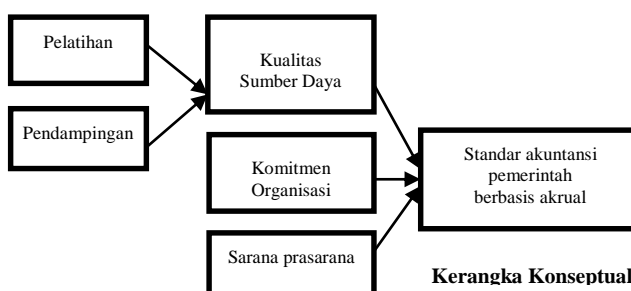 Pelatihan
Pendampingan
Kualitas
Sumber Daya
Komitmen
Organisasi
Sarana prasarana
Standar akuntansi
pemerintah
berbasis akrual
Kerangka Konseptual